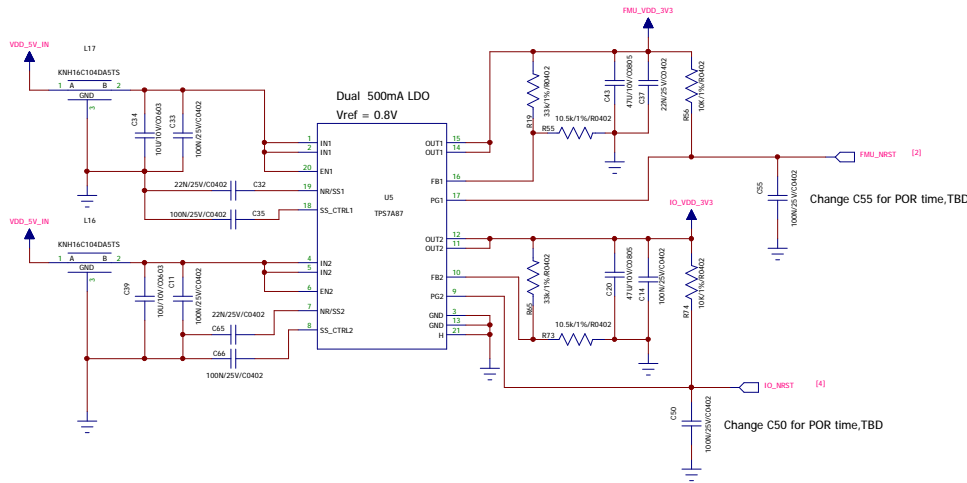 FMU_VDD_3V3
VDD_5V_IN
L17
KNH16C104DA5TS
1 A B 2
GND
3
C34
10U/10V/C0603
C33
100N/25V/C0402
Dual 500mA LDO
Vref = 0.8V
R19
33k/1%/R0402
C43
47U/10V/C0805
C37
22N/25V/C0402
R56
10K/1%/R0402
R55
10.5k/1%/R0402
1 IN1
2 IN1
20 EN1
22N/25V/C0402 C32
19 NR/SS1
100N/25V/C0402 C35
18 SS_CTRL1
OUT1 15
OUT1 14
FB1 16
PG1 17
U5
TPS7A87
FMU_NRST [2]
C55
100N/25V/C0402
Change C55 for POR time,TBD
IO_VDD_3V3
VDD_5V_IN
L16
KNH16C104DA5TS
1 A B 2
GND
3
C39
10U/10V/C0603
C11
100N/25V/C0402
4 IN2
5 IN2
6 EN2
22N/25V/C0402
C65
7 NR/SS2
8 SS_CTRL2
C66
100N/25V/C0402
OUT2 12
OUT2 11
FB2 10
PG2 9
GND 3
GND 13
H 21
R65
33k/1%/R0402
C20
47U/10V/C0805
C14
100N/25V/C0402
R74
10K/1%/R0402
10.5k/1%/R0402
R73
IO_NRST [4]
C50
100N/25V/C0402
Change C50 for POR time,TBD